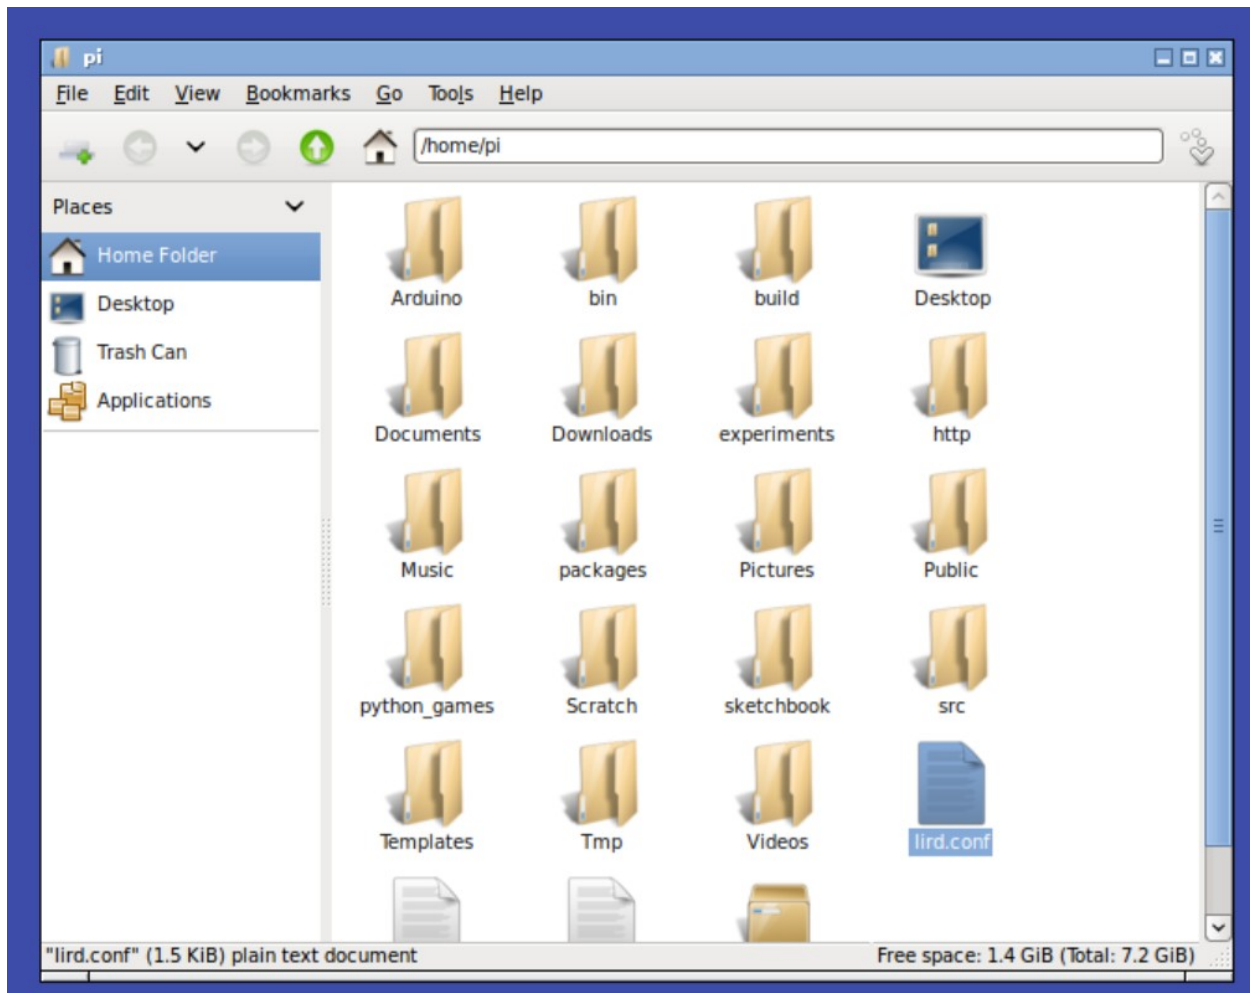 pi
File Edit View Bookmarks Go Tools Help
/home/pi
Places
Home Folder
Desktop
Trash Can
Applications
Arduino bin build Desktop
Documents Downloads experiments http
Music packages Pictures Public
python_games Scratch sketchbook src
Templates Tmp Videos lird.conf
"lird.conf" (1.5 KiB) plain text document Free space: 1.4 GiB (Total: 7.2 GiB)